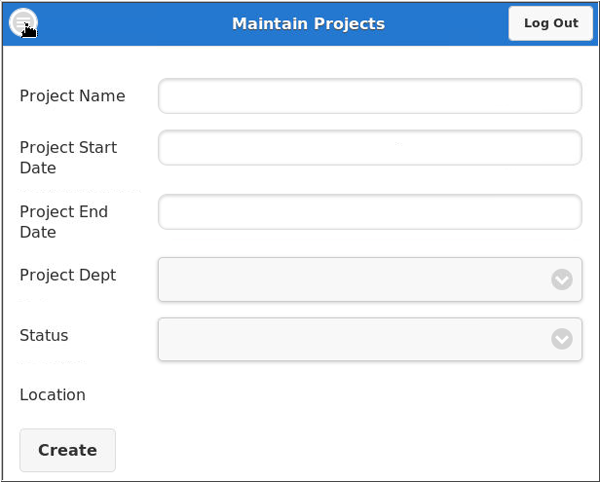 Maintain Projects
Log Out
Project Name
Project Start
Date
Project End
Date
Project Dept
Status
Location
Create